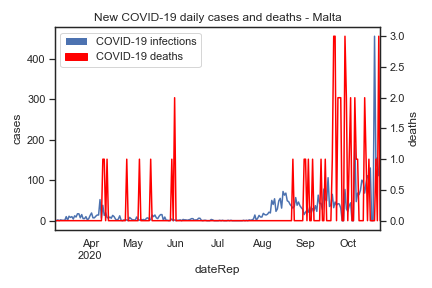 New COVID-19 daily cases and deaths - Malta
COVID-19 infections
COVID-19 deaths
cases
400
300
200
100
0
deaths
3.0
2.5
2.0
1.5
1.0
0.5
0.0
Apr May Jun Jul Aug Sep Oct
2020
dateRep